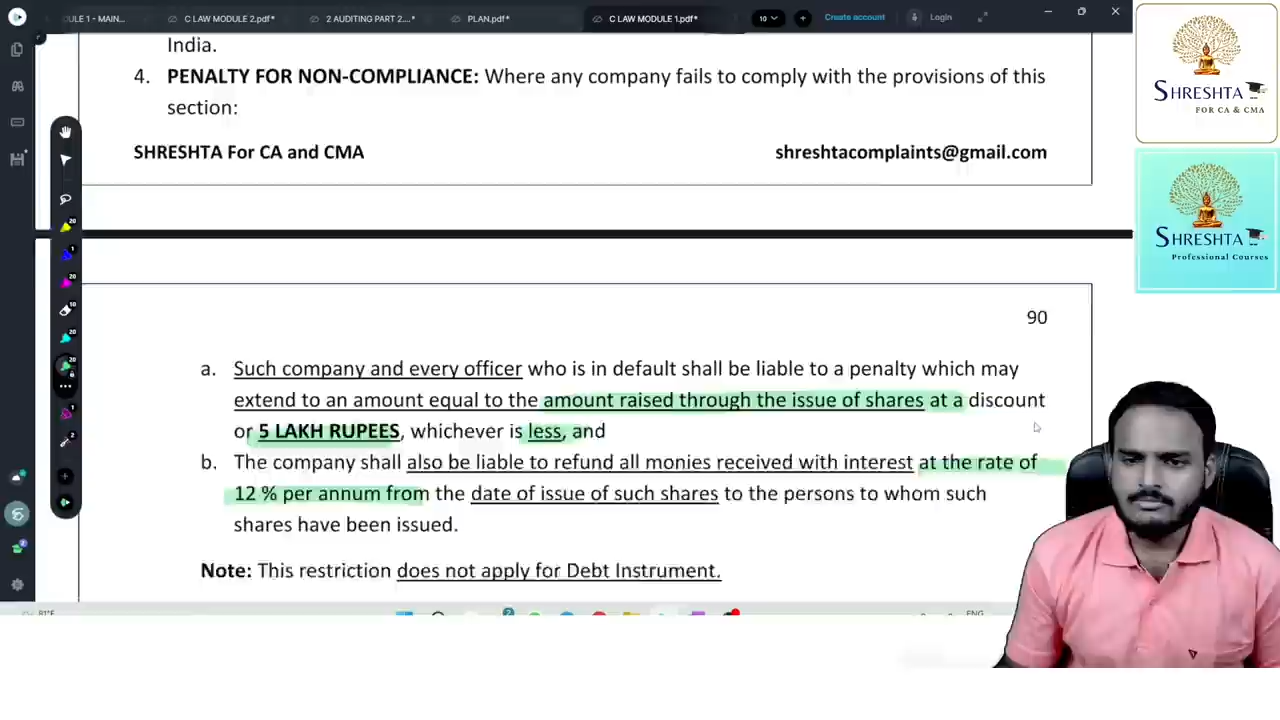 ULE 1 - MAIN...
C LAW MODULE 2.pdf*
2 AUDITING PART 2....*
PLAN.pdf*
C LAW MODULE 1.pdf*
10
Create account
Login
India.
4. PENALTY FOR NON-COMPLIANCE: Where any company fails to comply with the provisions of this
section:
SHRESHTA For CA and CMA
shreshtacomplaints@gmail.com
90
a. Such company and every officer who is in default shall be liable to a penalty which may
extend to an amount equal to the amount raised through the issue of shares at a discount
or 5 LAKH RUPEES, whichever is less, and
b. The company shall also be liable to refund all monies received with interest at the rate of
12 % per annum from the date of issue of such shares to the persons to whom such
shares have been issued.
Note: This restriction does not apply for Debt Instrument.
SHRESHTA
FOR CA & CMA
SHRESHTA
Professional Courses